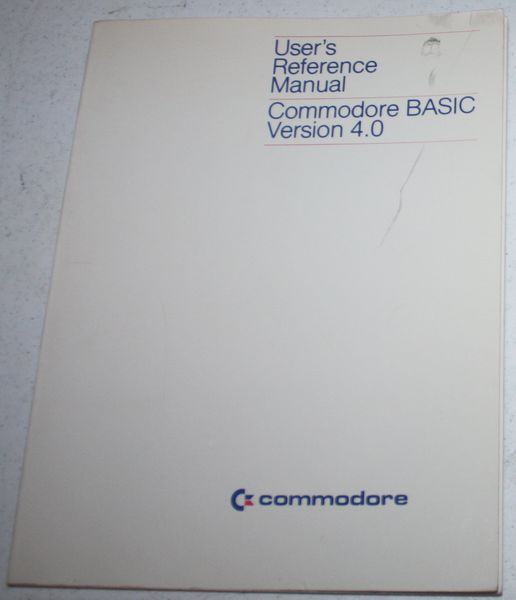 User's
Reference
Manual
Commodore BASIC
Version 4.0
commodore